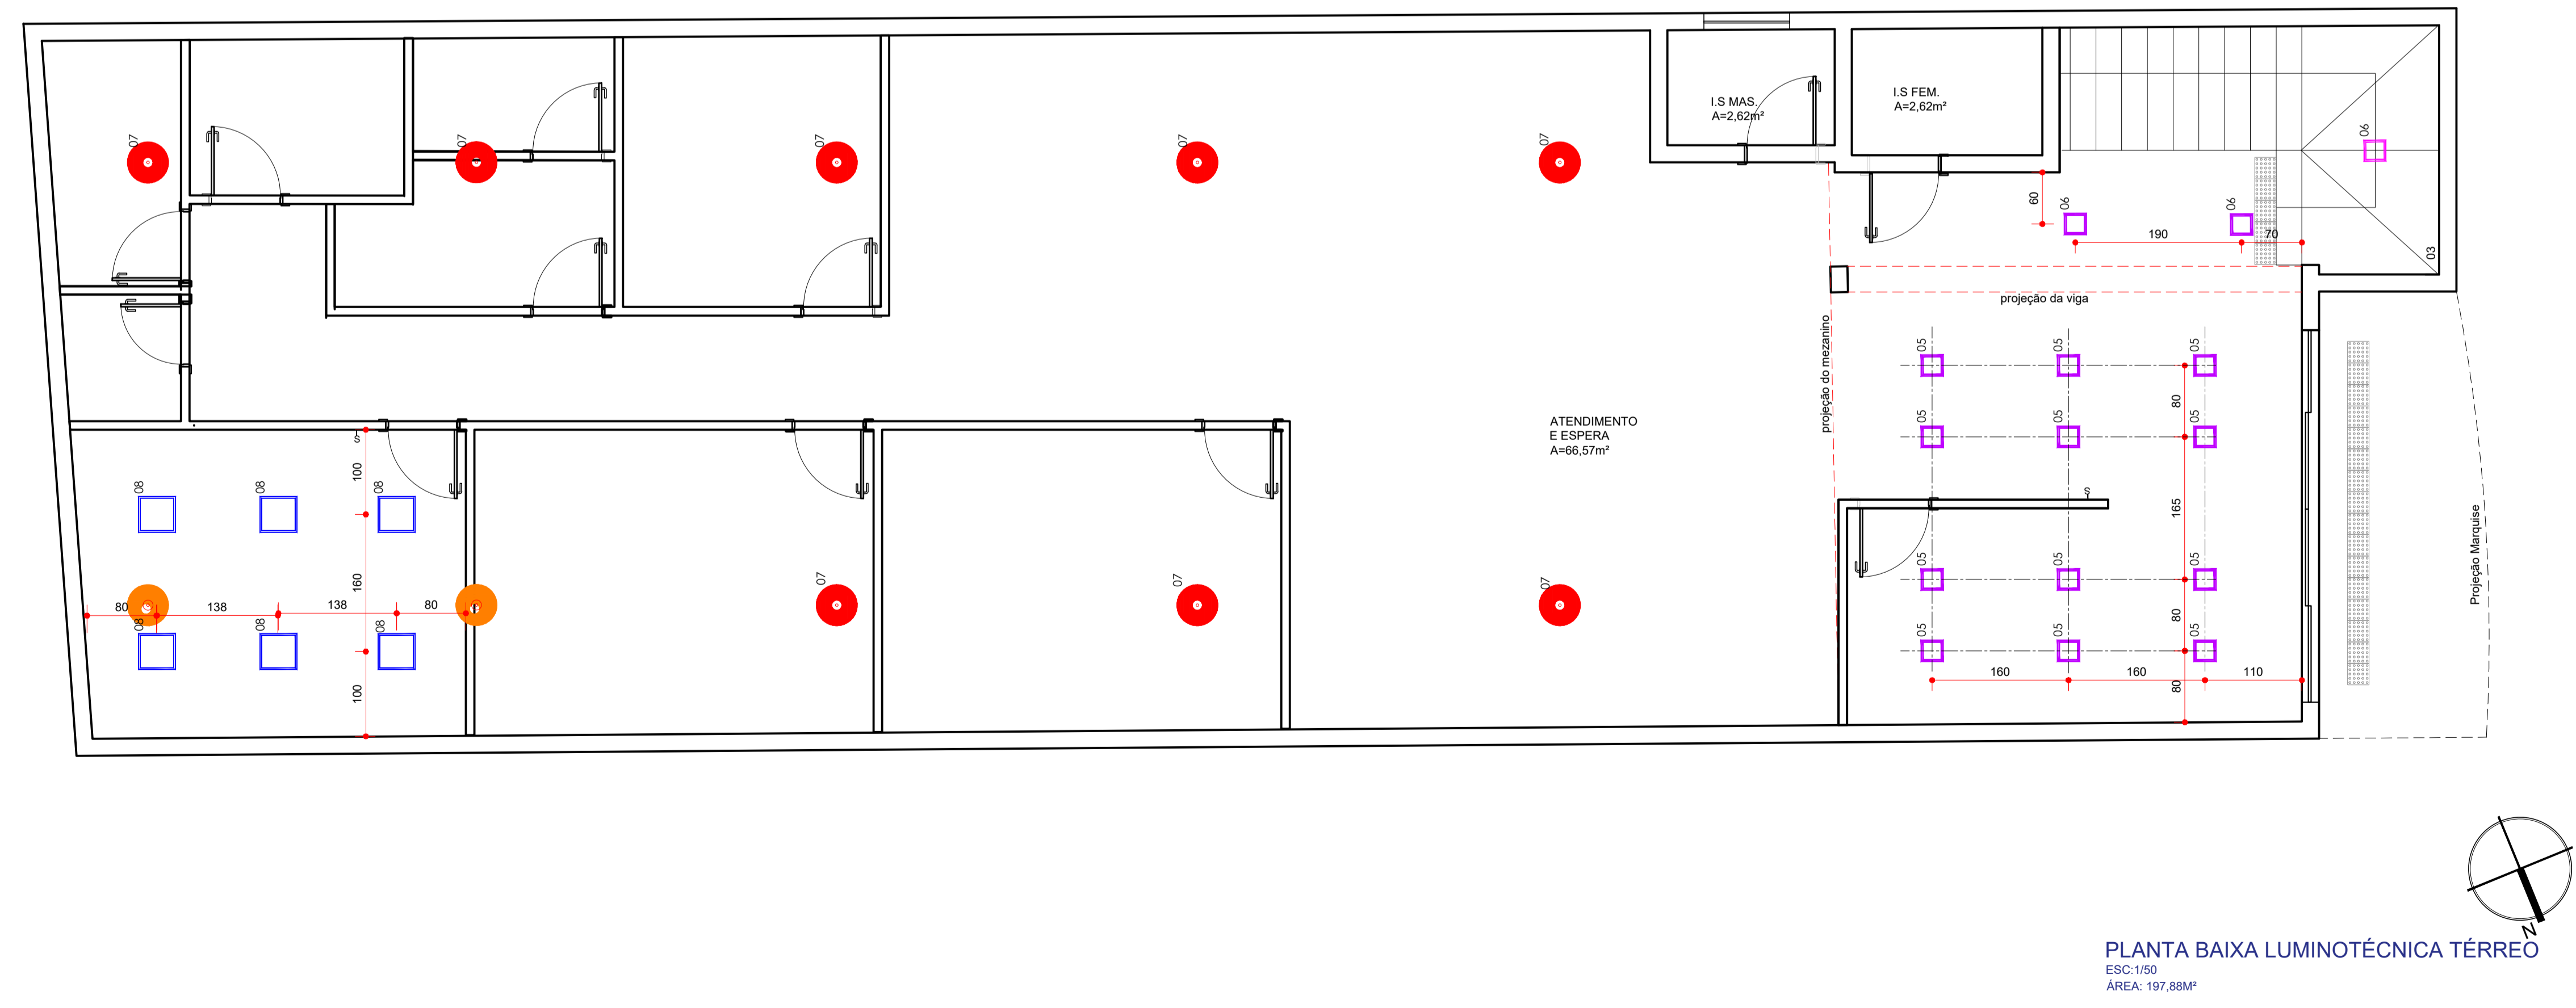 I.S MAS.
A=2,62m²
I.S FEM.
A=2,62m²
07
07
07
07
07
06
06
06
60
190
70
03
projeção da viga
projeção do mezanino
ATENDIMENTO
E ESPERA
A=66,57m²
05
05
05
05
05
05
80
165
S
S
100
08
08
08
160
80
138
138
80
08
08
08
100
07
07
07
05
05
05
80
05
05
05
160
160
110
80
Projeção Marquise
N
PLANTA BAIXA LUMINOTÉCNICA TÉRREO
ESC:1/50
ÁREA: 197,88M²